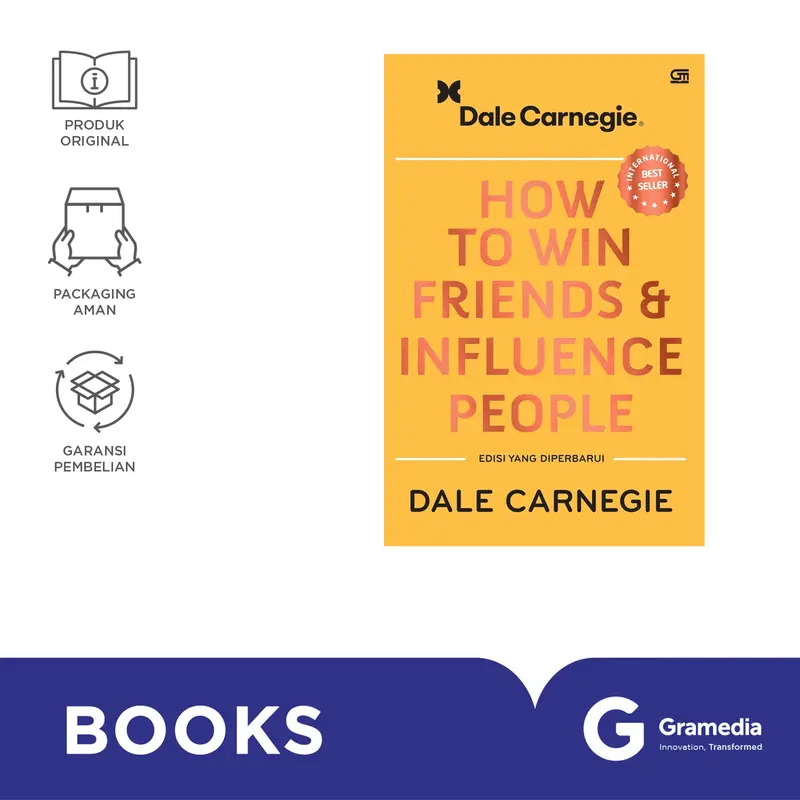 PRODUK
ORIGINAL
PACKAGING
AMAN
GARANSI
PEMBELIAN
GM
Dale Carnegie®
INTERNATIONAL
BEST
SELLER
HOW
TO WIN
FRIENDS &
INFLUENCE
PEOPLE
EDISI YANG DIPERBARUI
DALE CARNEGIE
BOOKS
Gramedia
Innovation, Transformed